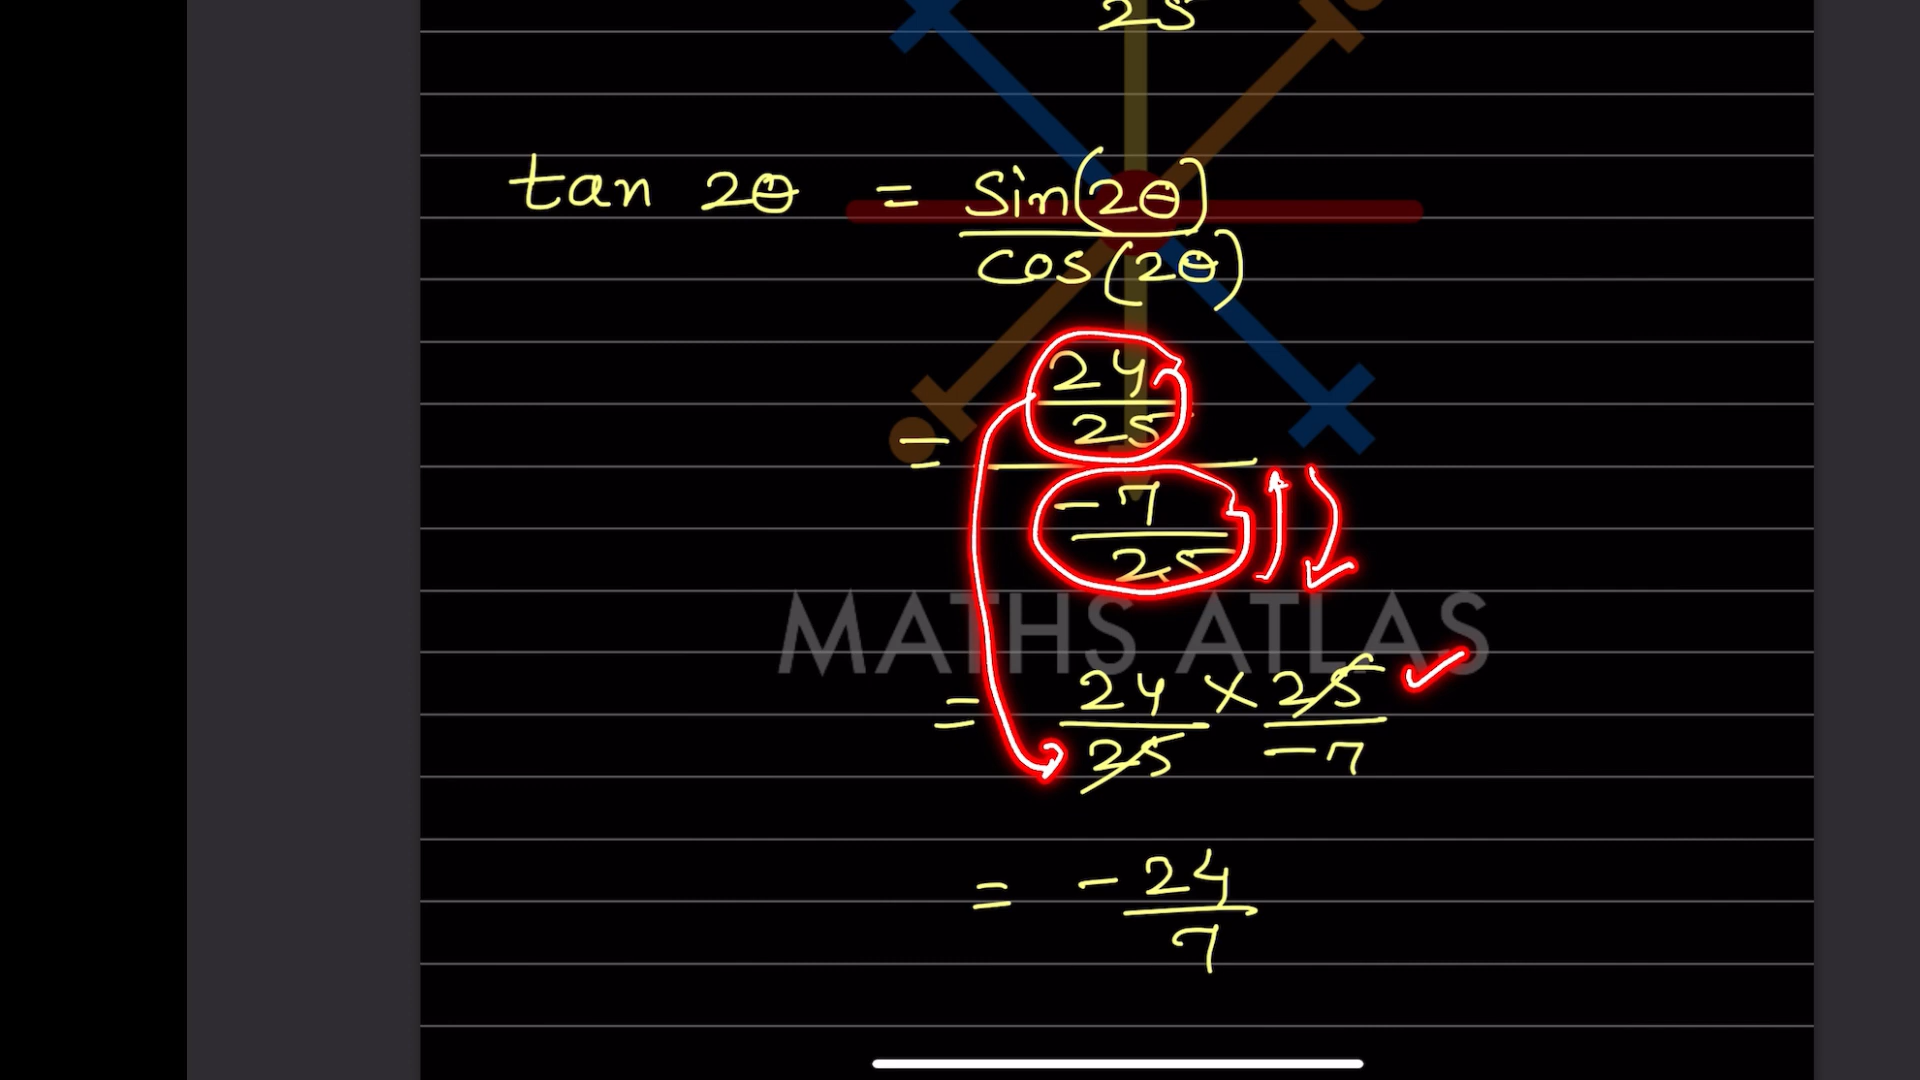 25
tan 2θ = Sin(2θ)
Cos(2θ)
24
25
=
-7
25
MATHS ATLAS
= 24 × 25 ✓
25 -7
= -24
7